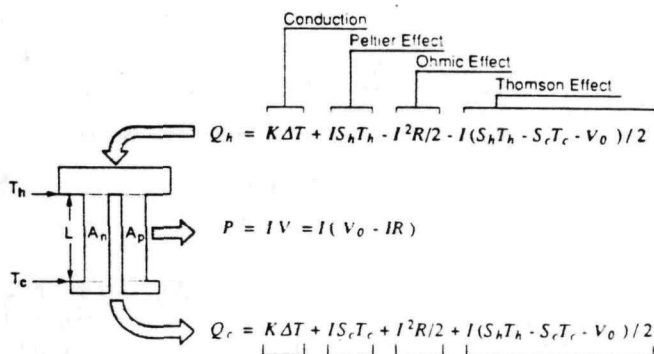 Conduction
Peltier Effect
Ohmic Effect
Thomson Effect
Q_h = KΔT + IS_hT_h - I²R/2 - I(S_hT_h - S_cT_c - V_0)/2
T_h
L A_n A_p
P = IV = I(V_0 - IR)
T_c
Q_c = KΔT + IS_cT_c + I²R/2 + I(S_hT_h - S_cT_c - V_0)/2